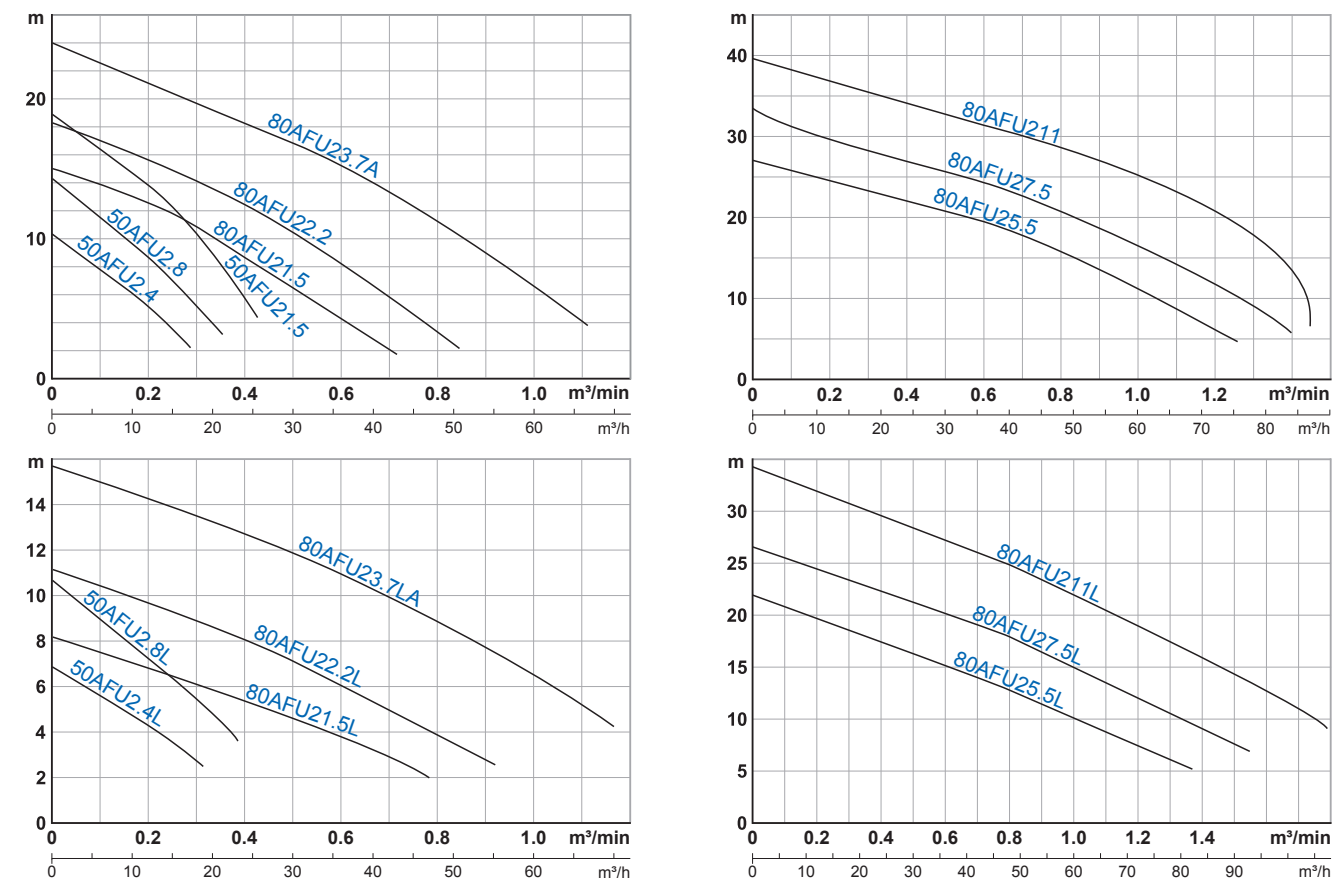 m
20
10
0
80AFU23.7A
80AFU22.2
80AFU21.5
50AFU21.5
50AFU2.8
50AFU2.4
0 0.2 0.4 0.6 0.8 1.0 m³/min
0 10 20 30 40 50 60 m³/h
m
40
30
20
10
0
80AFU211
80AFU27.5
80AFU25.5
0 0.2 0.4 0.6 0.8 1.0 1.2 m³/min
0 10 20 30 40 50 60 70 80 m³/h
m
14
12
10
8
6
4
2
0
80AFU23.7LA
50AFU2.8L
80AFU22.2L
50AFU2.4L
80AFU21.5L
0 0.2 0.4 0.6 0.8 1.0 m³/min
0 10 20 30 40 50 60 m³/h
m
30
25
20
15
10
5
0
80AFU211L
80AFU27.5L
80AFU25.5L
0 0.2 0.4 0.6 0.8 1.0 1.2 1.4 m³/min
0 10 20 30 40 50 60 70 80 90 m³/h